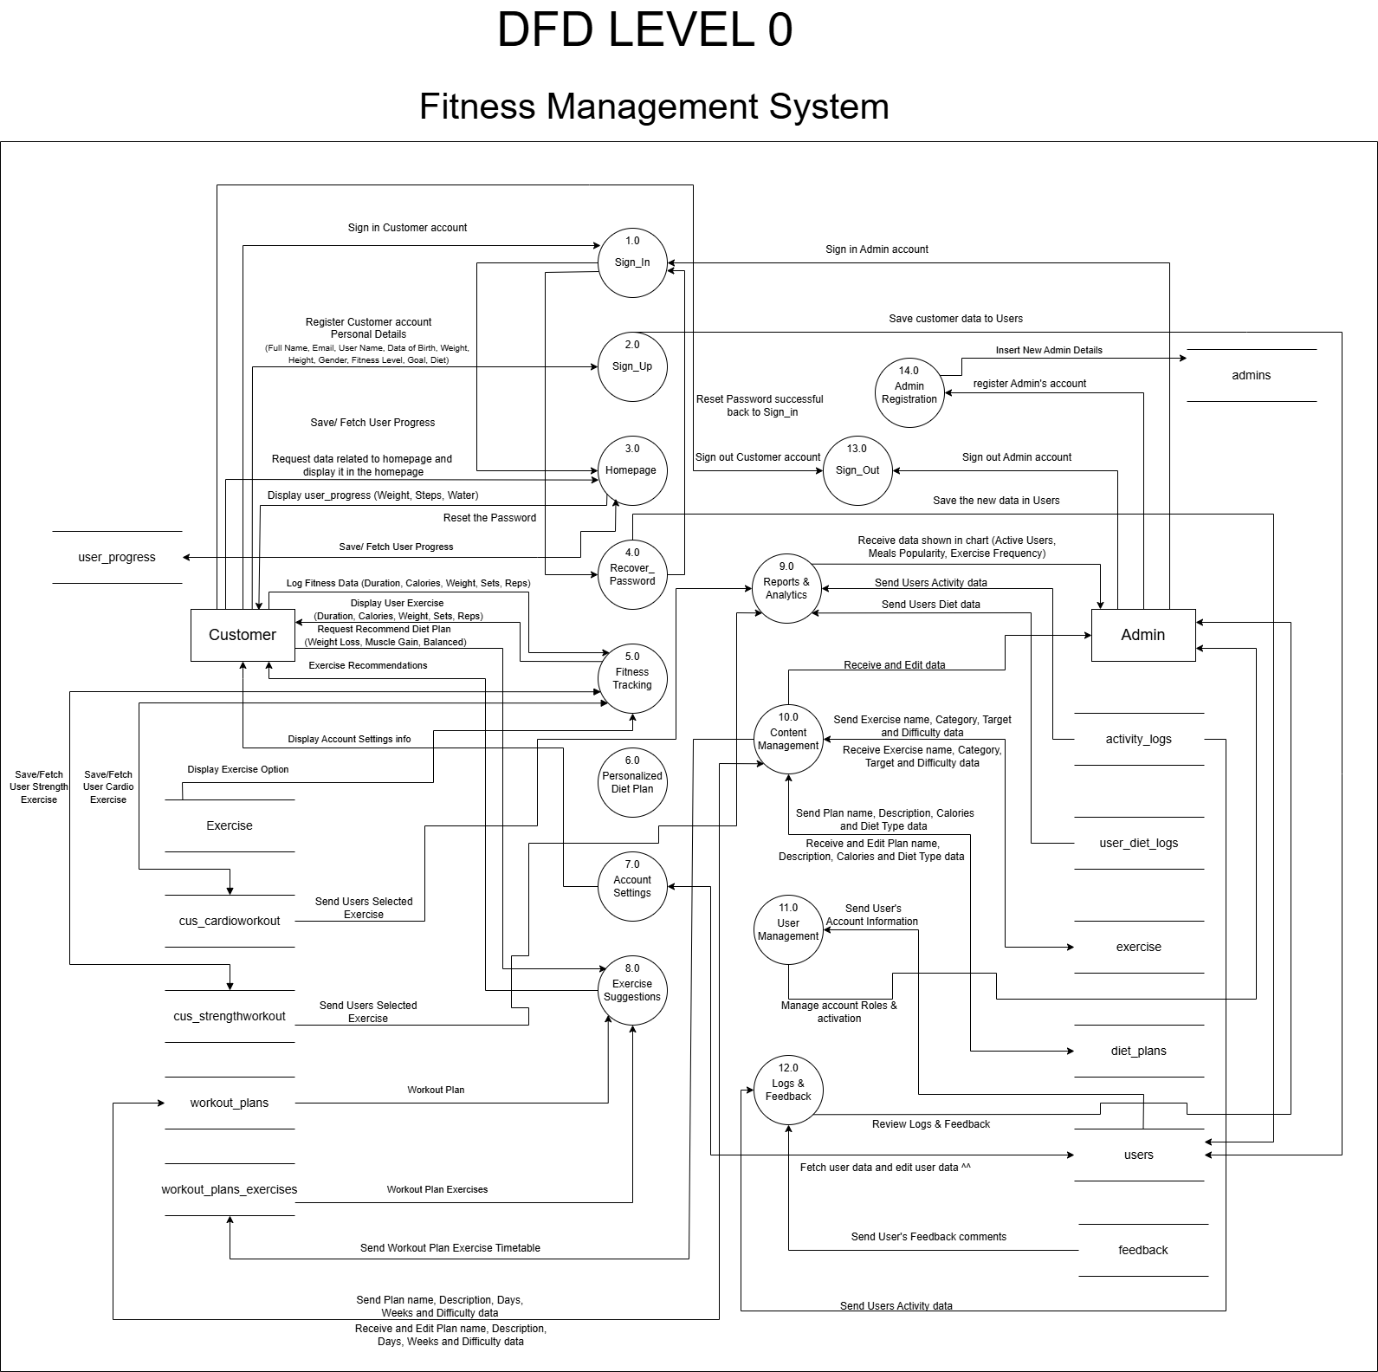 DFD LEVEL 0
Fitness Management System
Sign in Customer account
1.0
Sign_In
Sign in Admin account
Register Customer account
Personal Details
(Full Name, Email, User Name, Data of Birth, Weight,
Height, Gender, Fitness Level, Goal, Diet)
2.0
Sign_Up
Save customer data to Users
Insert New Admin Details
admins
14.0
Admin
Registration
register Admin's account
Reset Password successful
back to Sign_in
Save/ Fetch User Progress
3.0
Homepage
Request data related to homepage and
display it in the homepage
Sign out Customer account
13.0
Sign_Out
Sign out Admin account
Display user_progress (Weight, Steps, Water)
Save the new data in Users
Reset the Password
user_progress
Save/ Fetch User Progress
4.0
Recover_
Password
Receive data shown in chart (Active Users,
Meals Popularity, Exercise Frequency)
9.0
Reports &
Analytics
Send Users Activity data
Send Users Diet data
Log Fitness Data (Duration, Calories, Weight, Sets, Reps)
Display User Exercise
(Duration, Calories, Weight, Sets, Reps)
Customer
Request Recommend Diet Plan
(Weight Loss, Muscle Gain, Balanced)
Exercise Recommendations
Admin
5.0
Fitness
Tracking
Receive and Edit data
10.0
Content
Management
Send Exercise name, Category, Target
and Difficulty data
Receive Exercise name, Category,
Target and Difficulty data
activity_logs
Display Account Settings info
Display Exercise Option
Save/Fetch
User Strength
Exercise
Save/Fetch
User Cardio
Exercise
6.0
Personalized
Diet Plan
Exercise
Send Plan name, Description, Calories
and Diet Type data
Receive and Edit Plan name,
Description, Calories and Diet Type data
user_diet_logs
7.0
Account
Settings
Send Users Selected
Exercise
cus_cardioworkout
11.0
User
Management
Send User's
Account Information
exercise
8.0
Exercise
Suggestions
Send Users Selected
Exercise
cus_strengthworkout
Manage account Roles &
activation
diet_plans
12.0
Logs &
Feedback
Workout Plan
workout_plans
Review Logs & Feedback
users
Fetch user data and edit user data ^^
workout_plans_exercises
Workout Plan Exercises
Send User's Feedback comments
feedback
Send Workout Plan Exercise Timetable
Send Plan name, Description, Days,
Weeks and Difficulty data
Receive and Edit Plan name, Description,
Days, Weeks and Difficulty data
Send Users Activity data